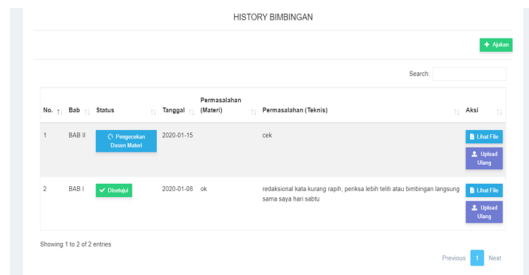 HISTORY BIMBINGAN
+ Ajukan
Search:
No. Bab Status Tanggal Permasalahan (Materi) Permasalahan (Teknis) Aksi
1 BAB II Pengecekan Dosen Materi 2020-01-15 cek Lihat File
Upload Ulang
2 BAB I Disetujui 2020-01-08 ok redaksional kata kurang rapih, periksa lebih teliti atau bimbingan langsung Lihat File
sama saya hari sabtu
Upload Ulang
Showing 1 to 2 of 2 entries
Previous 1 Next